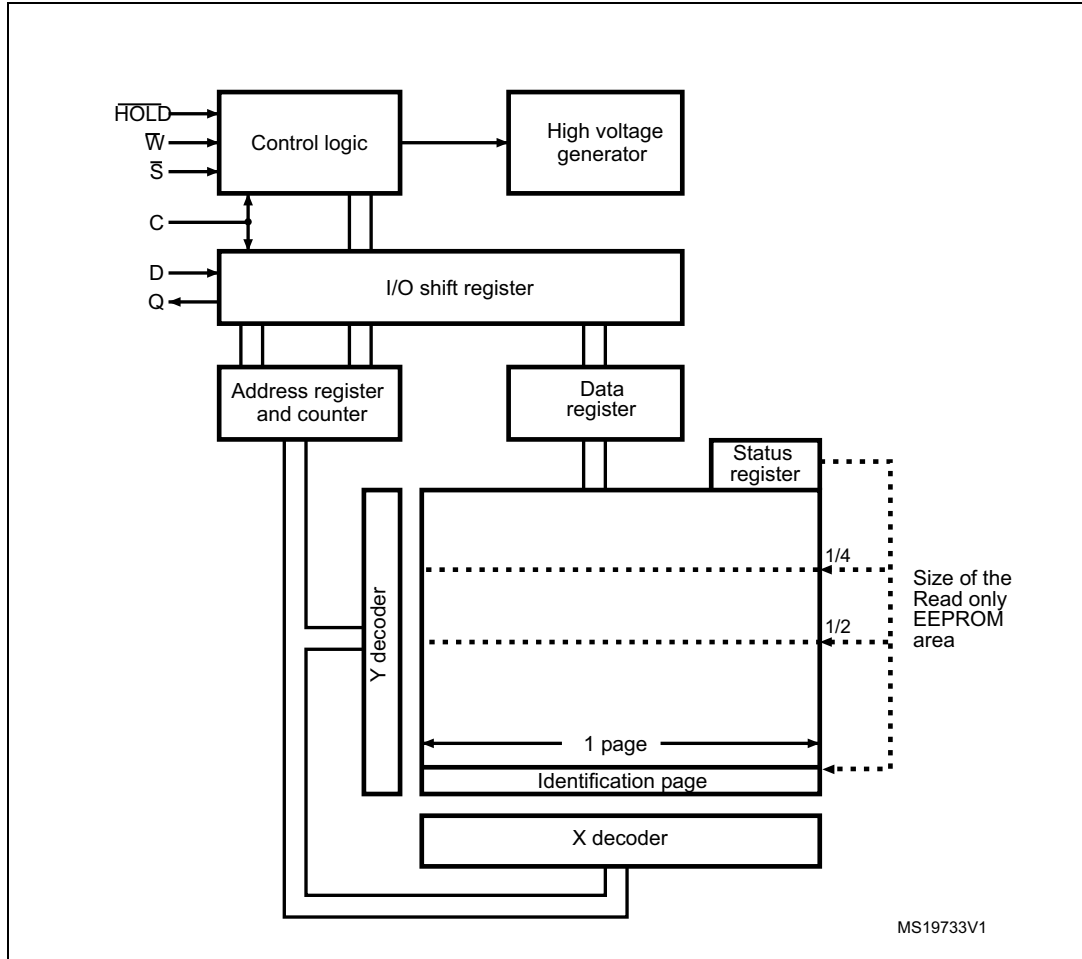 HOLD
W
S
C
D
Q
Control logic
High voltage
generator
I/O shift register
Address register
and counter
Data
register
Status
register
1/4
1/2
Size of the
Read only
EEPROM
area
Y decoder
1 page
Identification page
X decoder
MS19733V1